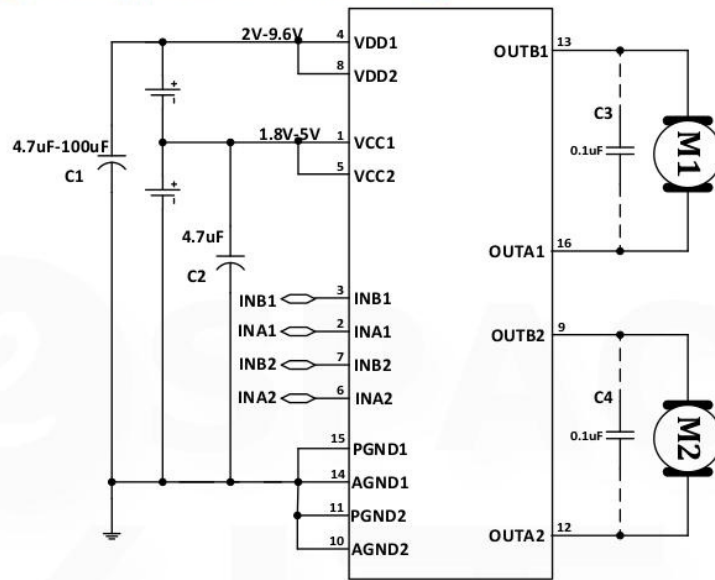 2V-9.6V
4
VDD1
8
VDD2
1.8V-5V
1
VCC1
5
VCC2
4.7uF-100uF
C1
4.7uF
C2
INB1
3
INB1
INA1
2
INA1
INB2
7
INB2
INA2
6
INA2
15
PGND1
14
AGND1
11
PGND2
10
AGND2
OUTB1
13
C3
0.1uF
M1
OUTA1
16
OUTB2
9
C4
0.1uF
M2
OUTA2
12